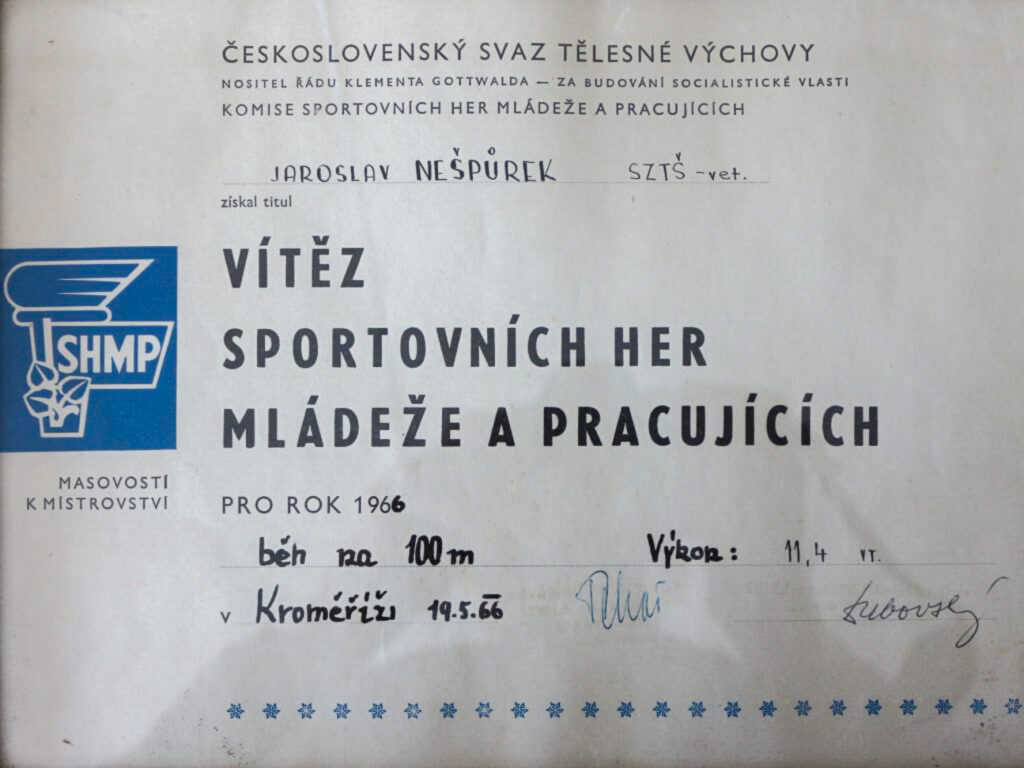 ČESKOSLOVENSKÝ SVAZ TĚLESNÉ VÝCHOVY
NOSITEL ŘÁDU KLEMENTA GOTTWALDA — ZA BUDOVÁNÍ SOCIALISTICKÉ VLASTI
KOMISE SPORTOVNÍCH HER MLÁDEŽE A PRACUJÍCÍCH
JAROSLAV NEŠPŮREK SZTŠ-vet.
získal titul
VÍTĚZ
SPORTOVNÍCH HER
MLÁDEŽE A PRACUJÍCÍCH
SHMP
MASOVOSTÍ
K MISTROVSTVÍ
PRO ROK 1966
běh na 100 m Výkon: 11,4 vt.
v Kroměříži 19.5.66